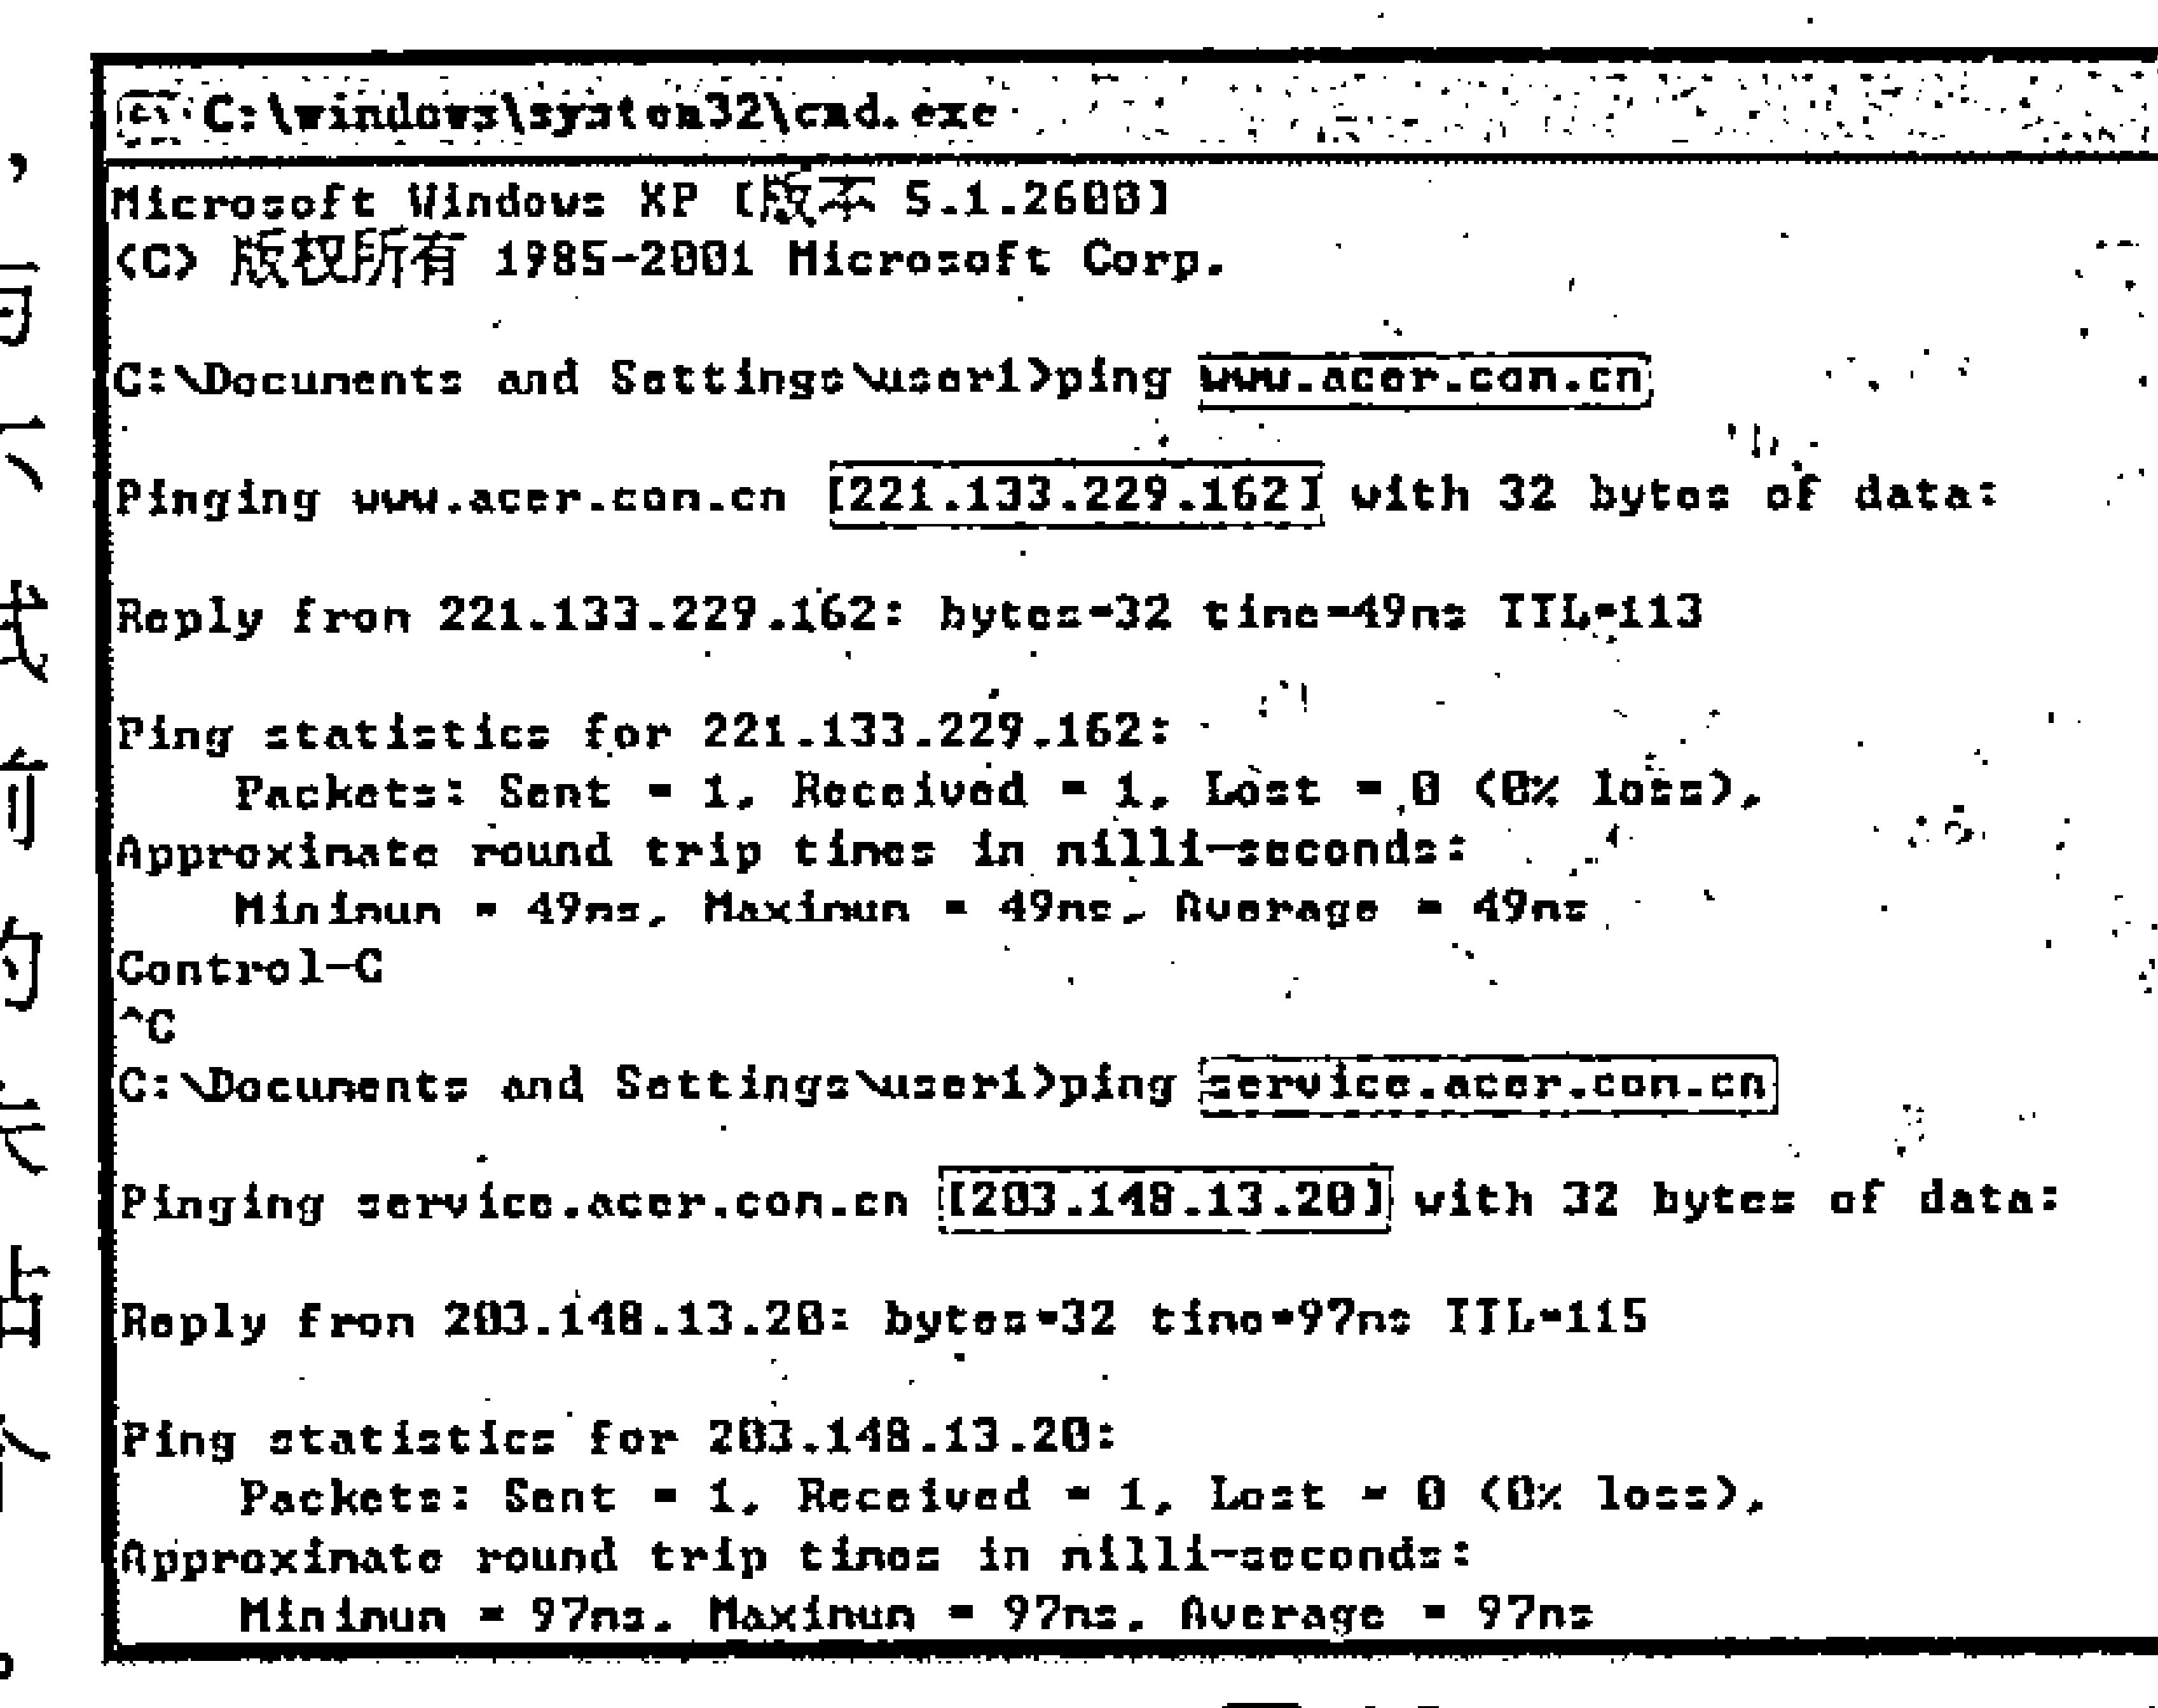 C:\windows\system32\cmd.exe
Microsoft Windows XP [版本 5.1.2600]
(C) 版权所有 1985-2001 Microsoft Corp.
C:\Documents and Settings\user1>ping www.acer.com.cn
Pinging www.acer.com.cn [221.133.229.162] with 32 bytes of data:
Reply from 221.133.229.162: bytes=32 time=49ms TTL=113
Ping statistics for 221.133.229.162:
Packets: Sent = 1, Received = 1, Lost = 0 (0% loss),
Approximate round trip times in milli-seconds:
Minimum = 49ms, Maximum = 49ms, Average = 49ms
Control-C
^C
C:\Documents and Settings\user1>ping service.acer.com.cn
Pinging service.acer.com.cn [203.148.13.20] with 32 bytes of data:
Reply from 203.148.13.20: bytes=32 time=97ms TTL=115
Ping statistics for 203.148.13.20:
Packets: Sent = 1, Received = 1, Lost = 0 (0% loss),
Approximate round trip times in milli-seconds:
Minimum = 97ms, Maximum = 97ms, Average = 97ms